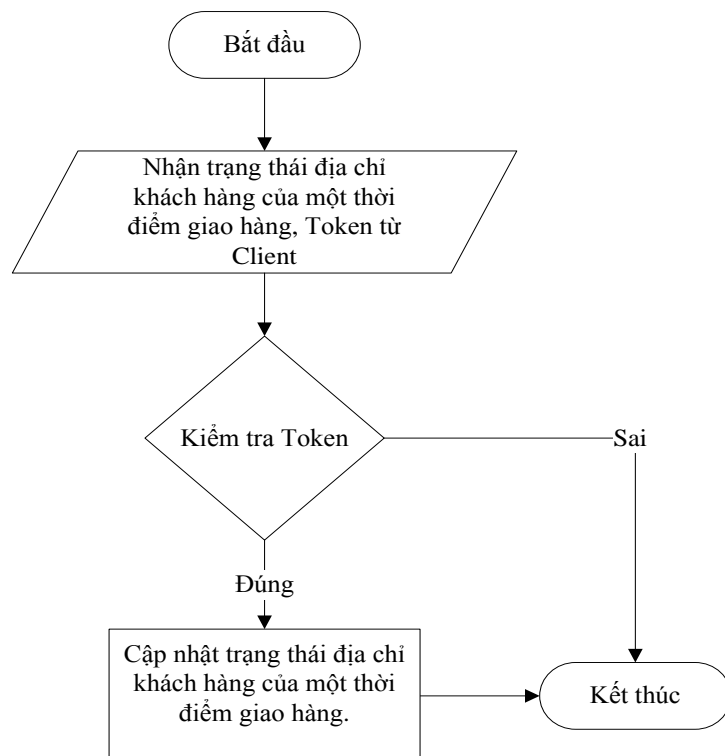 Bắt đầu
Nhận trạng thái địa chỉ
khách hàng của một thời
điểm giao hàng, Token từ
Client
Kiểm tra Token
Sai
Đúng
Cập nhật trạng thái địa chỉ
khách hàng của một thời
điểm giao hàng.
Kết thúc